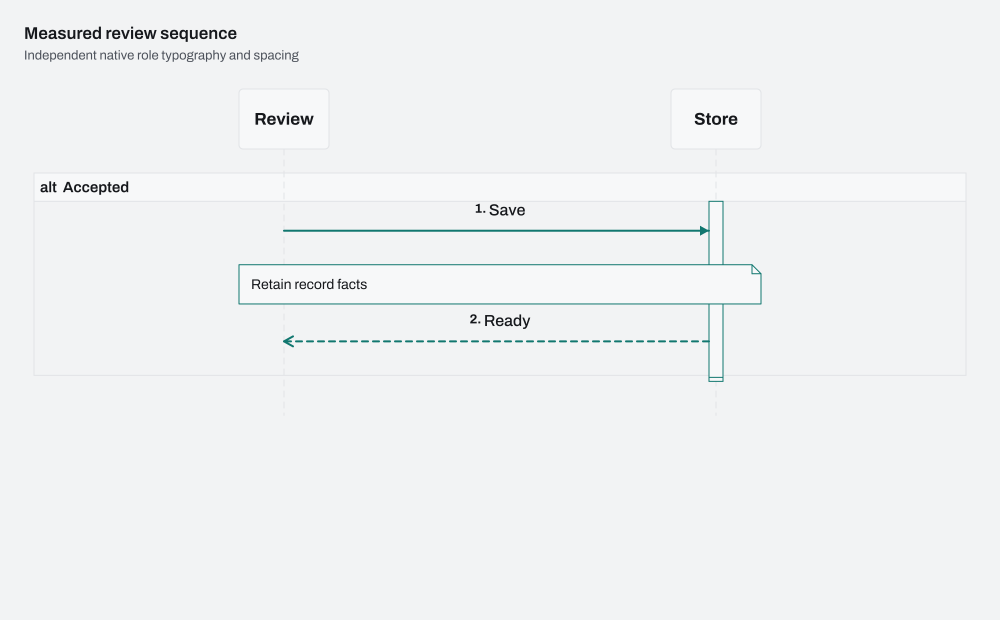 Measured review sequence
Independent native role typography and spacing
Review
Store
alt Accepted
1. Save
Retain record facts
2. Ready